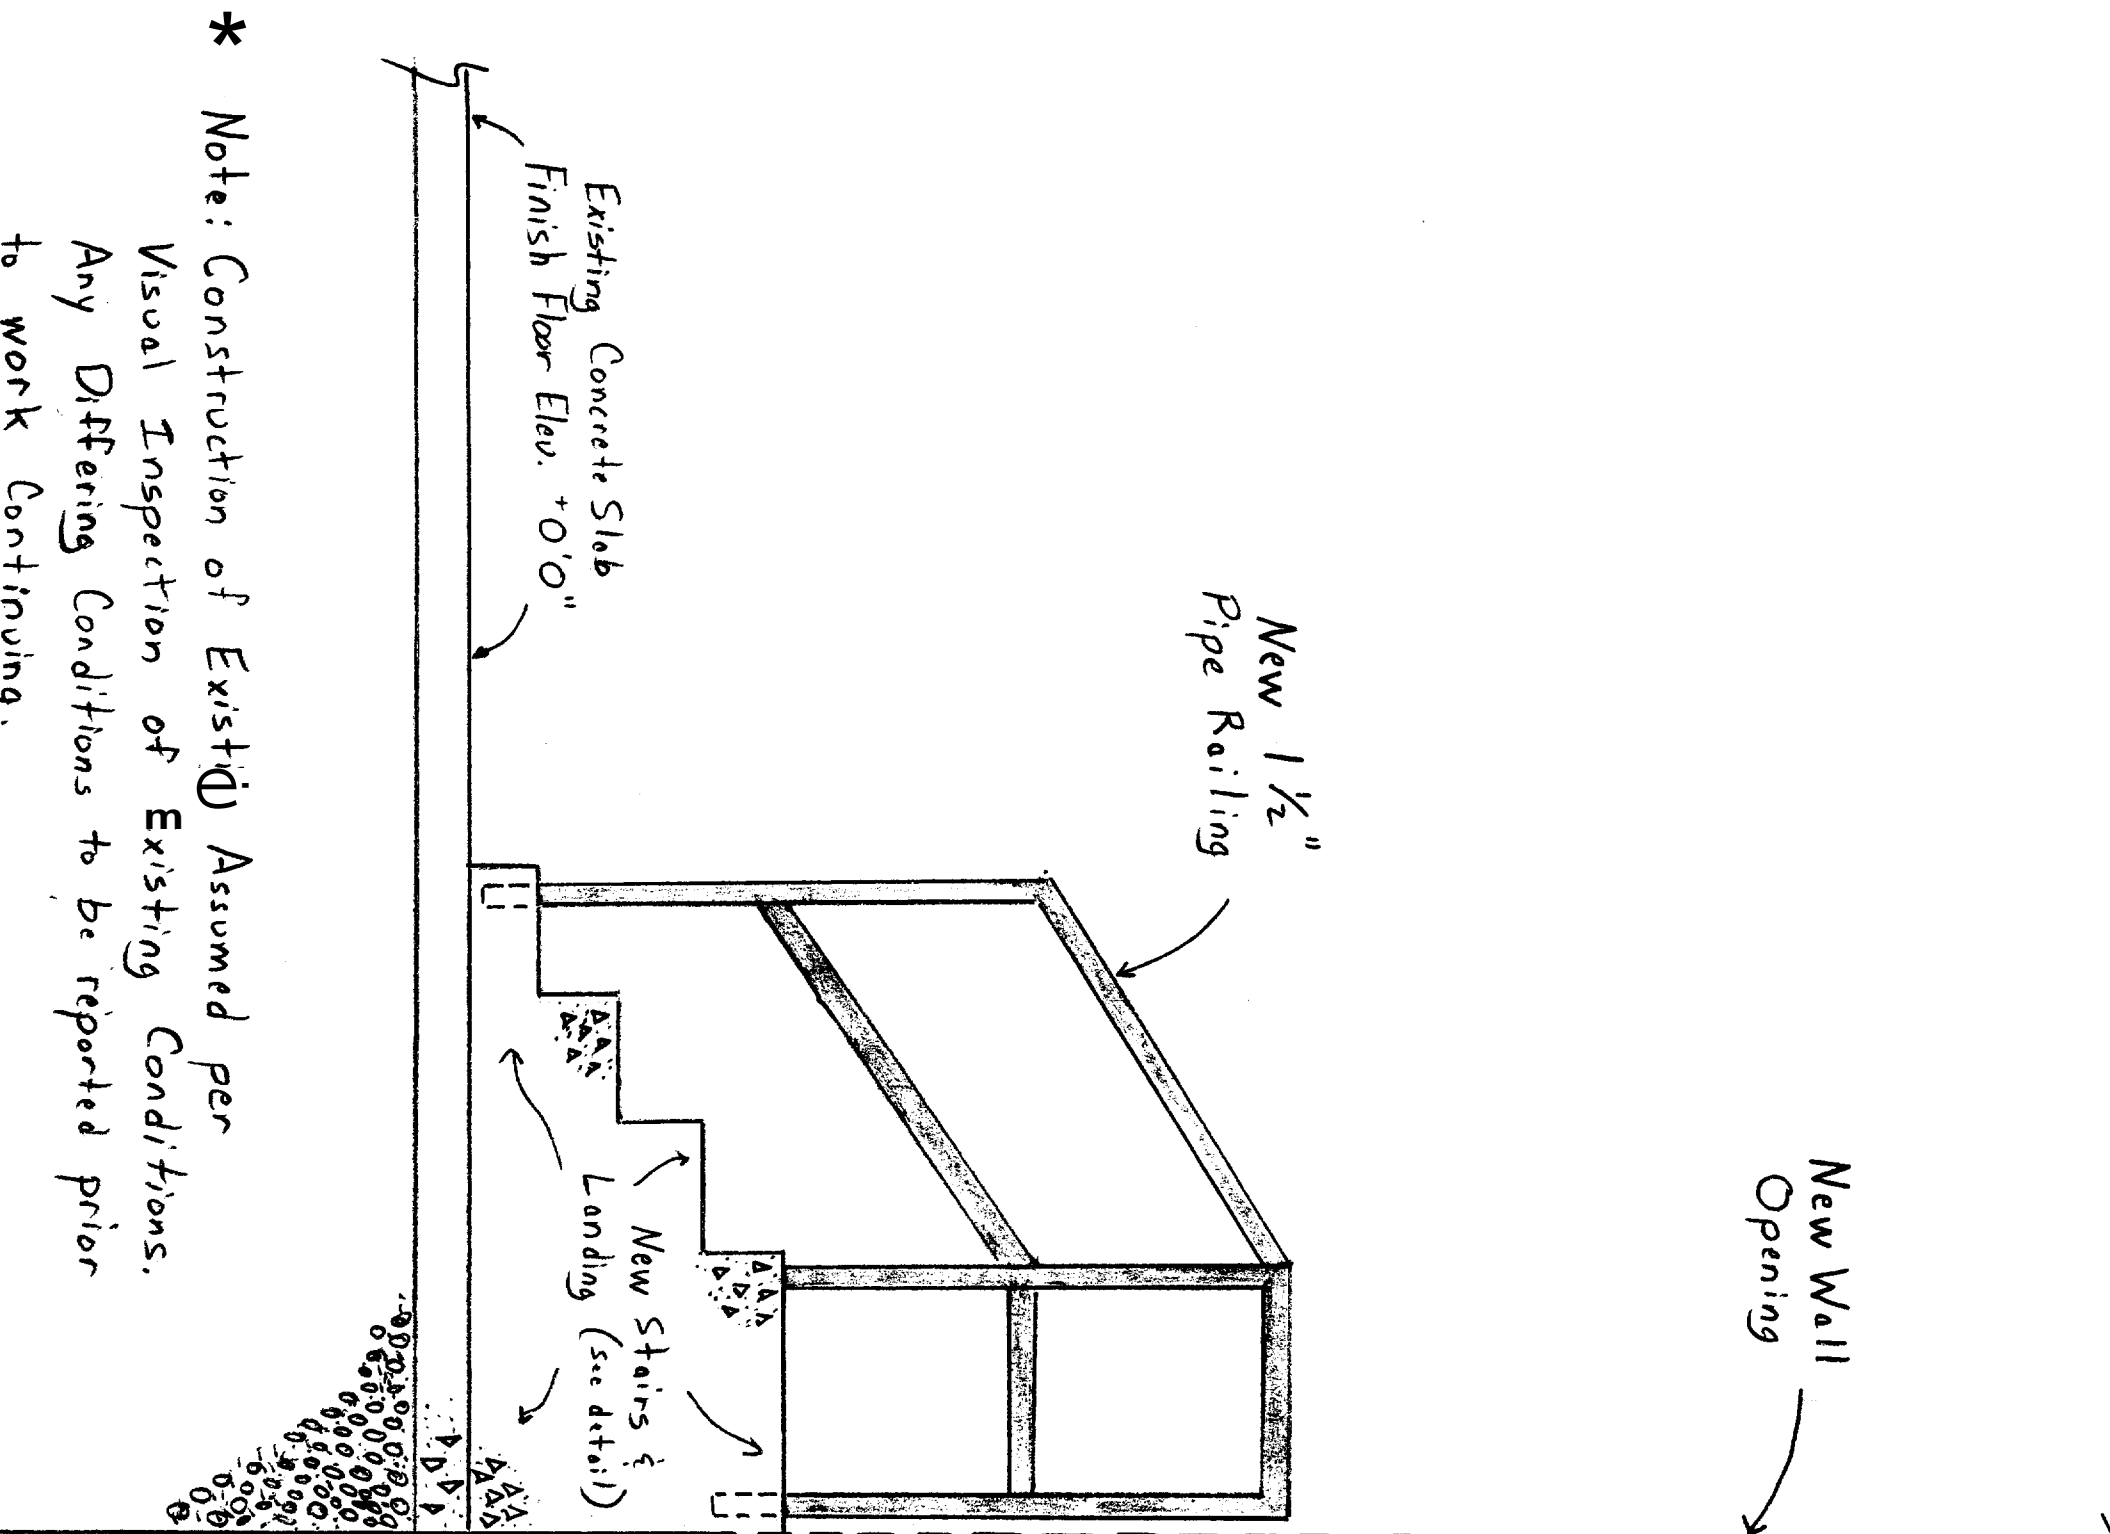 New Wall
Opening
New 1 1/2"
Pipe Railing
Existing Concrete Slab
Finish Floor Elev. +0'0"
New Stairs &
Landing (see detail)
* Note: Construction of Existi(i) Assumed per
Visual Inspection of Existing Conditions.
Any Differing Conditions to be reported prior
to work Continuing.